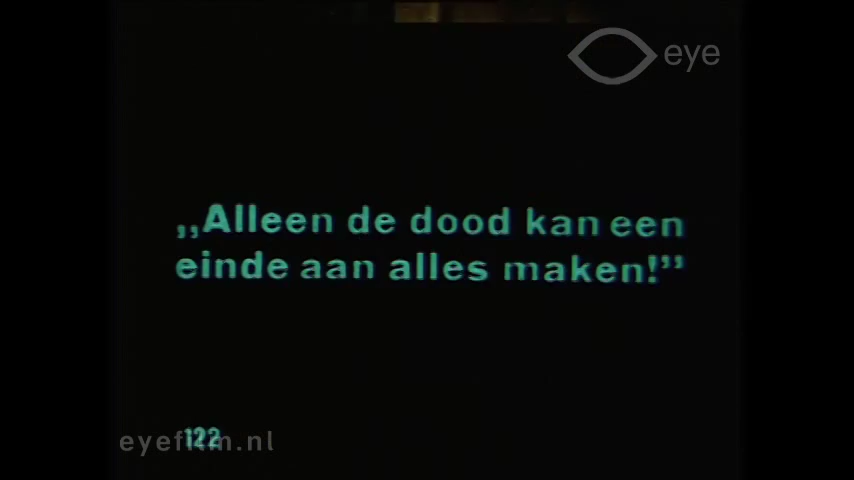 eye
„Alleen de dood kan een
einde aan alles maken!”
122
eyefilm.nl